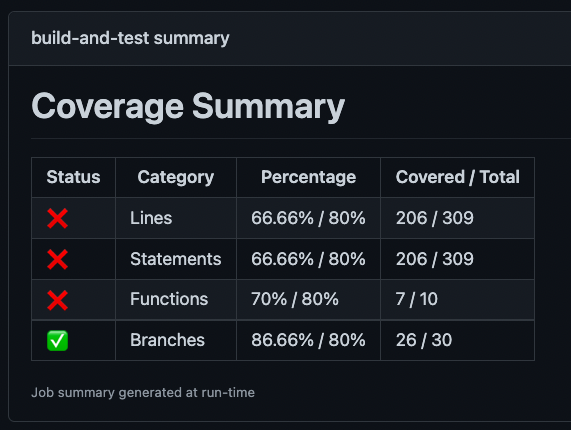 build-and-test summary
Coverage Summary
Status Category Percentage Covered / Total
❌ Lines 66.66% / 80% 206 / 309
❌ Statements 66.66% / 80% 206 / 309
❌ Functions 70% / 80% 7 / 10
✅ Branches 86.66% / 80% 26 / 30
Job summary generated at run-time